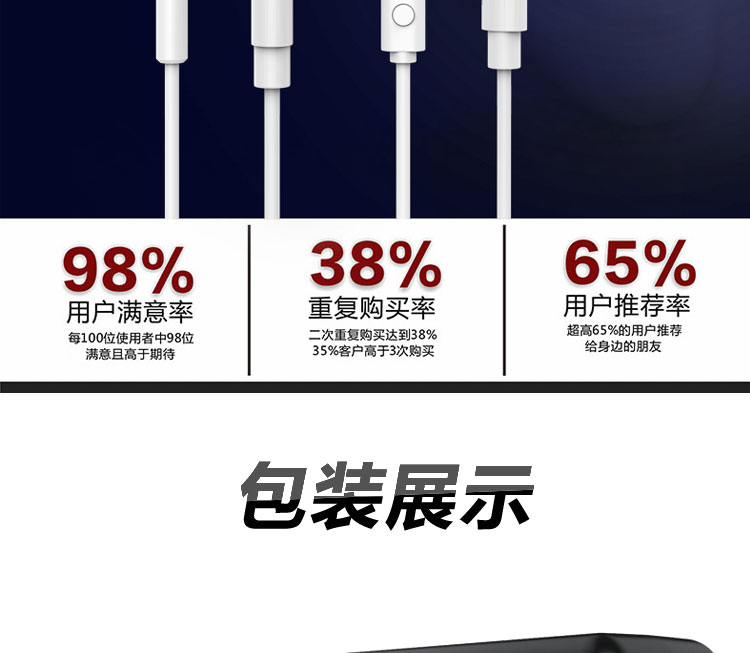 98%
用户满意率
每100位使用者中98位
满意且高于期待
38%
重复购买率
二次重复购买达到38%
35%客户高于3次购买
65%
用户推荐率
超高65%的用户推荐
给身边的朋友
包装展示